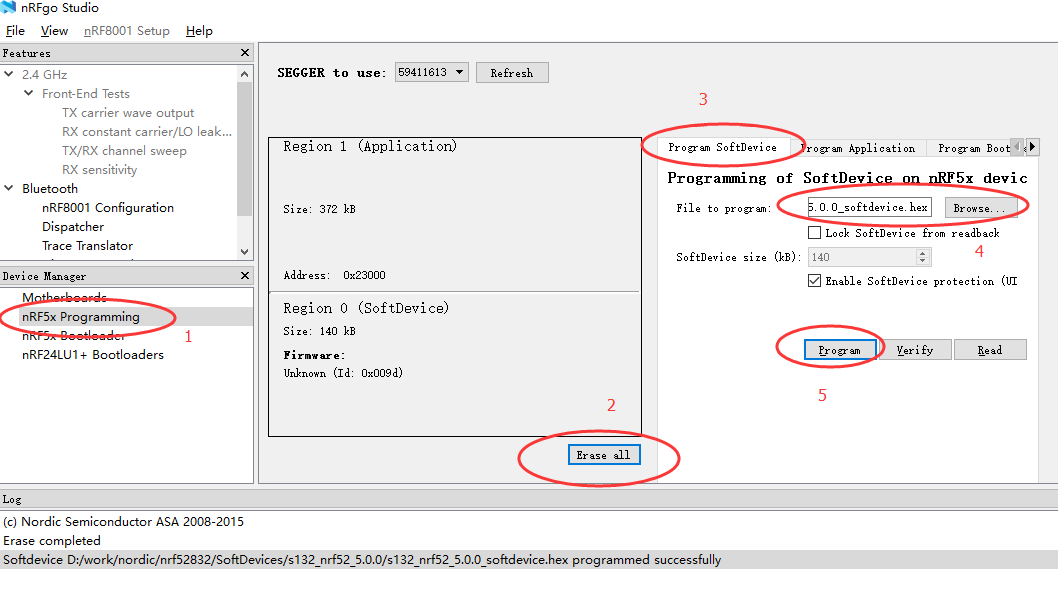 nRFgo Studio
File View nRF8001 Setup Help
Features
2.4 GHz
Front-End Tests
TX carrier wave output
RX constant carrier/LO leak...
TX/RX channel sweep
RX sensitivity
Bluetooth
nRF8001 Configuration
Dispatcher
Trace Translator
Device Manager
Motherboards
nRF5x Programming
1
nRF5x Bootloader
nRF24LU1+ Bootloaders
SEGGER to use: 59411613 Refresh
Region 1 (Application)
Size: 372 kB
Address: 0x23000
Region 0 (SoftDevice)
Size: 140 kB
Firmware:
Unknown (Id: 0x009d)
2
Erase all
3
Program SoftDevice Program Application Program Boot
Programming of SoftDevice on nRF5x devic
File to program: 5.0.0_softdevice.hex Browse...
Lock SoftDevice from readback
4
SoftDevice size (kB): 140
Enable SoftDevice protection (UI
Program Verify Read
5
Log
(c) Nordic Semiconductor ASA 2008-2015
Erase completed
Softdevice D:/work/nordic/nrf52832/SoftDevices/s132_nrf52_5.0.0/s132_nrf52_5.0.0_softdevice.hex programmed successfully